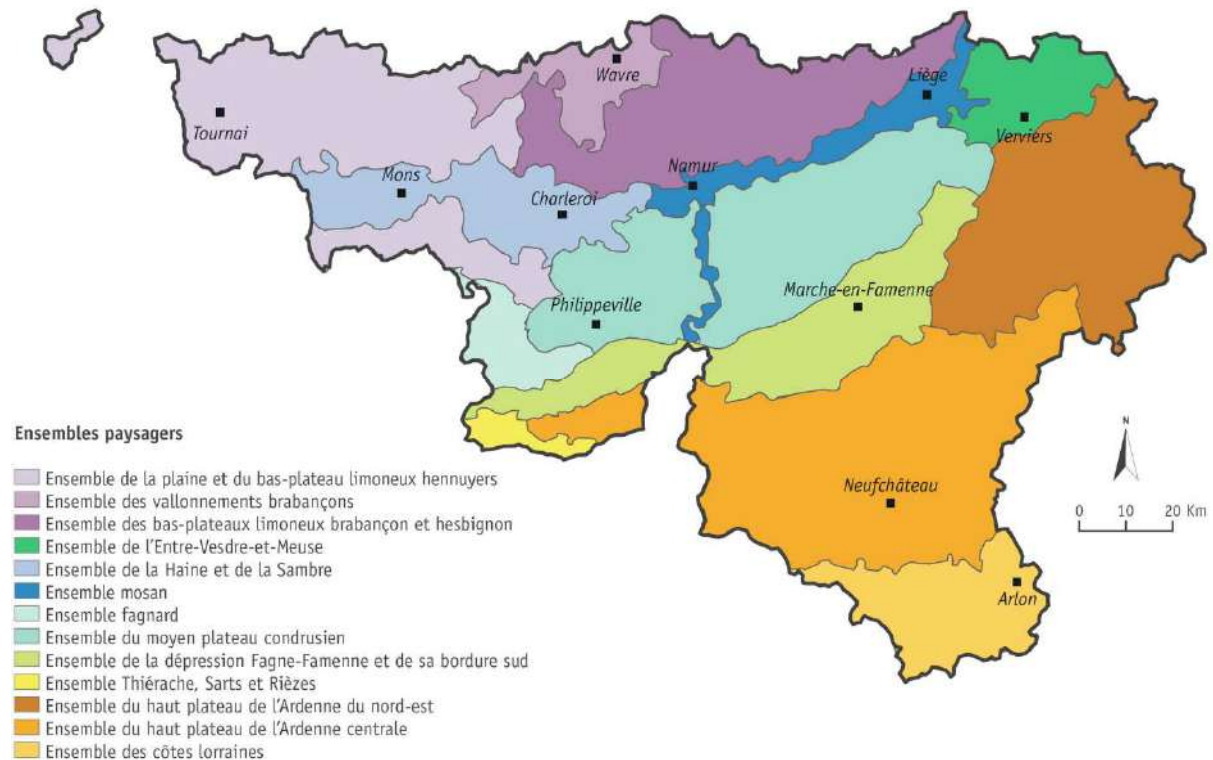 Wavre
Liège
Tournai
Verviers
Mons
Namur
Charleroi
Marche-en-Famenne
Philippeville
Neufchâteau
Arlon
N
0 10 20 Km
Ensembles paysagers
Ensemble de la plaine et du bas-plateau limoneux hennuyers
Ensemble des vallonnements brabançons
Ensemble des bas-plateaux limoneux brabançon et hesbignon
Ensemble de l'Entre-Vesdre-et-Meuse
Ensemble de la Haine et de la Sambre
Ensemble mosan
Ensemble fagnard
Ensemble du moyen plateau condrusien
Ensemble de la dépression Fagne-Famenne et de sa bordure sud
Ensemble Thiérache, Sarts et Rièzes
Ensemble du haut plateau de l'Ardenne du nord-est
Ensemble du haut plateau de l'Ardenne centrale
Ensemble des côtes lorraines